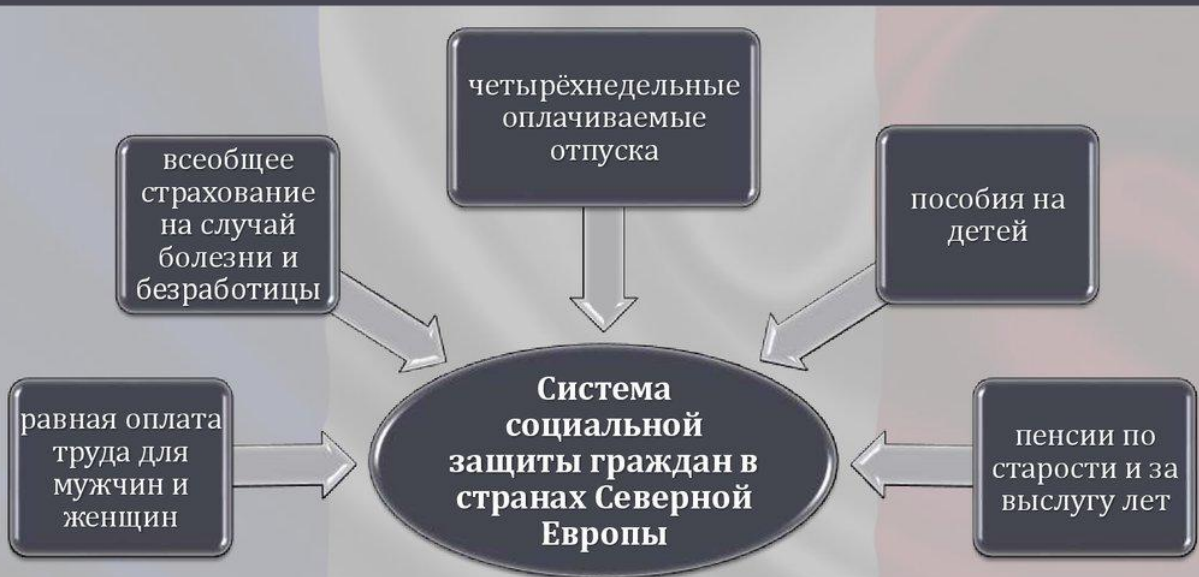 четырёхнедельные
оплачиваемые
отпуска
всеобщее
страхование
на случай
болезни и
безработицы
пособия на
детей
равная оплата
труда для
мужчин и
женщин
Система
социальной
защиты граждан в
странах Северной
Европы
пенсии по
старости и за
выслугу лет